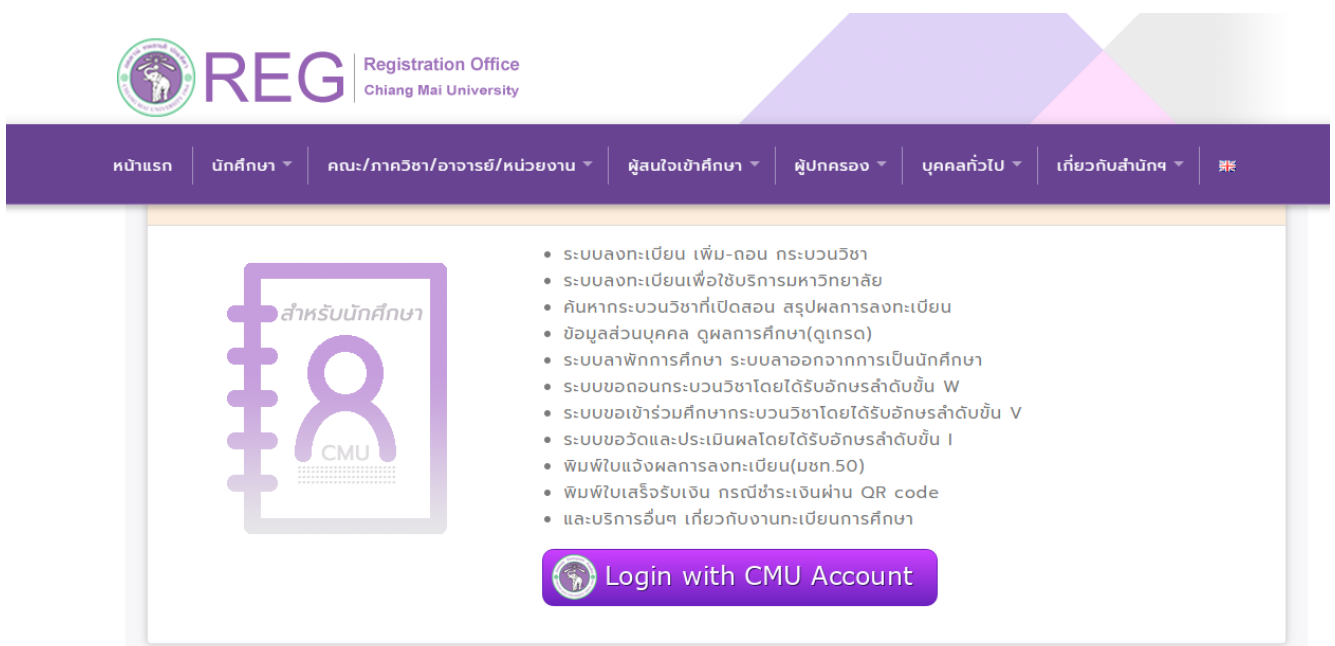 REG
Registration Office
Chiang Mai University
หน้าแรก
นักศึกษา
คณะ/ภาควิชา/อาจารย์/หน่วยงาน
ผู้สนใจเข้าศึกษา
ผู้ปกครอง
บุคคลทั่วไป
เกี่ยวกับสำนักฯ
สำหรับนักศึกษา
CMU
ระบบลงทะเบียน เพิ่ม-ถอน กระบวนวิชา
ระบบลงทะเบียนเพื่อใช้บริการมหาวิทยาลัย
ค้นหากระบวนวิชาที่เปิดสอน สรุปผลการลงทะเบียน
ข้อมูลส่วนบุคคล ดูผลการศึกษา(ดูเกรด)
ระบบลาพักการศึกษา ระบบลาออกจากการเป็นนักศึกษา
ระบบขอถอนกระบวนวิชาโดยได้รับอักษรลำดับขั้น W
ระบบขอเข้าร่วมศึกษากระบวนวิชาโดยได้รับอักษรลำดับขั้น V
ระบบขอวัดและประเมินผลโดยได้รับอักษรลำดับขั้น I
พิมพ์ใบแจ้งผลการลงทะเบียน(มชท.50)
พิมพ์ใบเสร็จรับเงิน กรณีชำระเงินผ่าน QR code
และบริการอื่นๆ เกี่ยวกับงานทะเบียนการศึกษา
Login with CMU Account